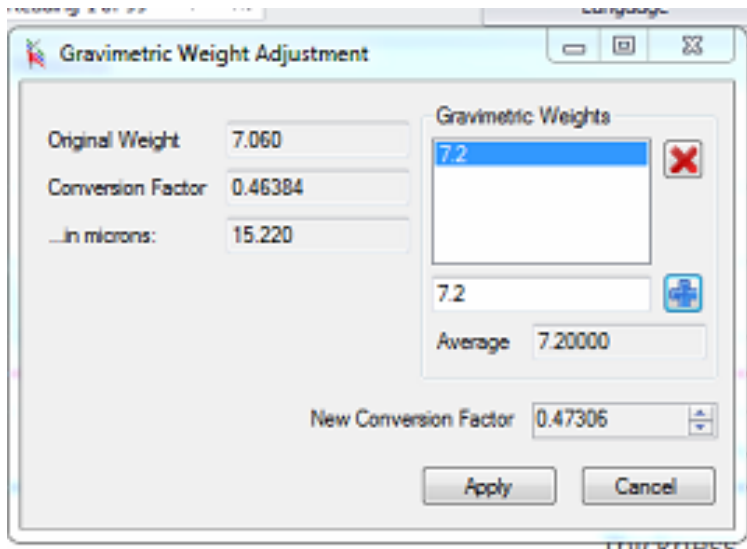 Gravimetric Weight Adjustment
Original Weight 7.060
Conversion Factor 0.46384
...in microns: 15.220
Gravimetric Weights
7.2
7.2
Average 7.20000
New Conversion Factor 0.47306
Apply Cancel